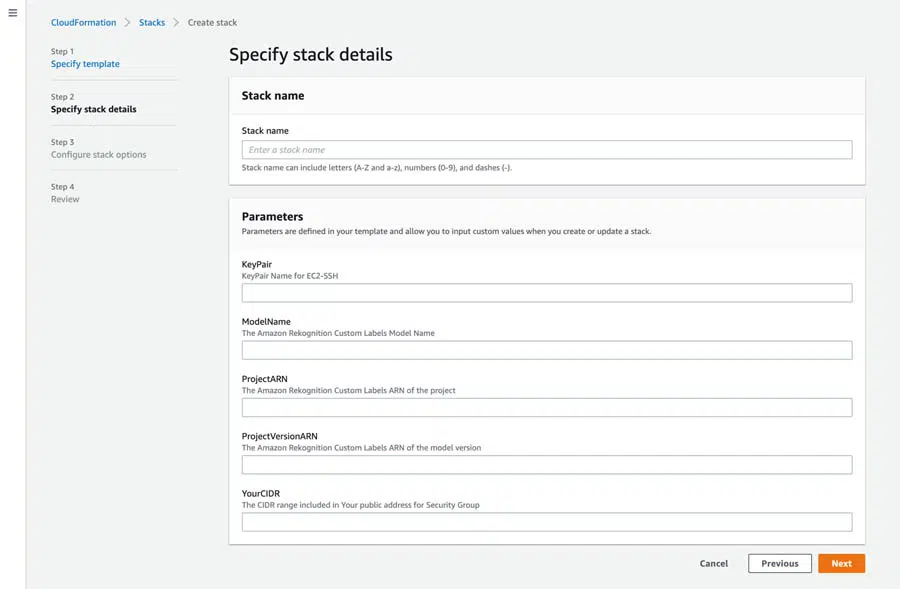 CloudFormation > Stacks > Create stack
Step 1
Specify template
Step 2
Specify stack details
Step 3
Configure stack options
Step 4
Review
Specify stack details
Stack name
Stack name
Enter a stack name
Stack name can include letters (A-Z and a-z), numbers (0-9), and dashes (-).
Parameters
Parameters are defined in your template and allow you to input custom values when you create or update a stack.
KeyPair
KeyPair Name for EC2-SSH
ModelName
The Amazon Rekognition Custom Labels Model Name
ProjectARN
The Amazon Rekognition Custom Labels ARN of the project
ProjectVersionARN
The Amazon Rekognition Custom Labels ARN of the model version
YourCIDR
The CIDR range included in Your public address for Security Group
Cancel Previous Next